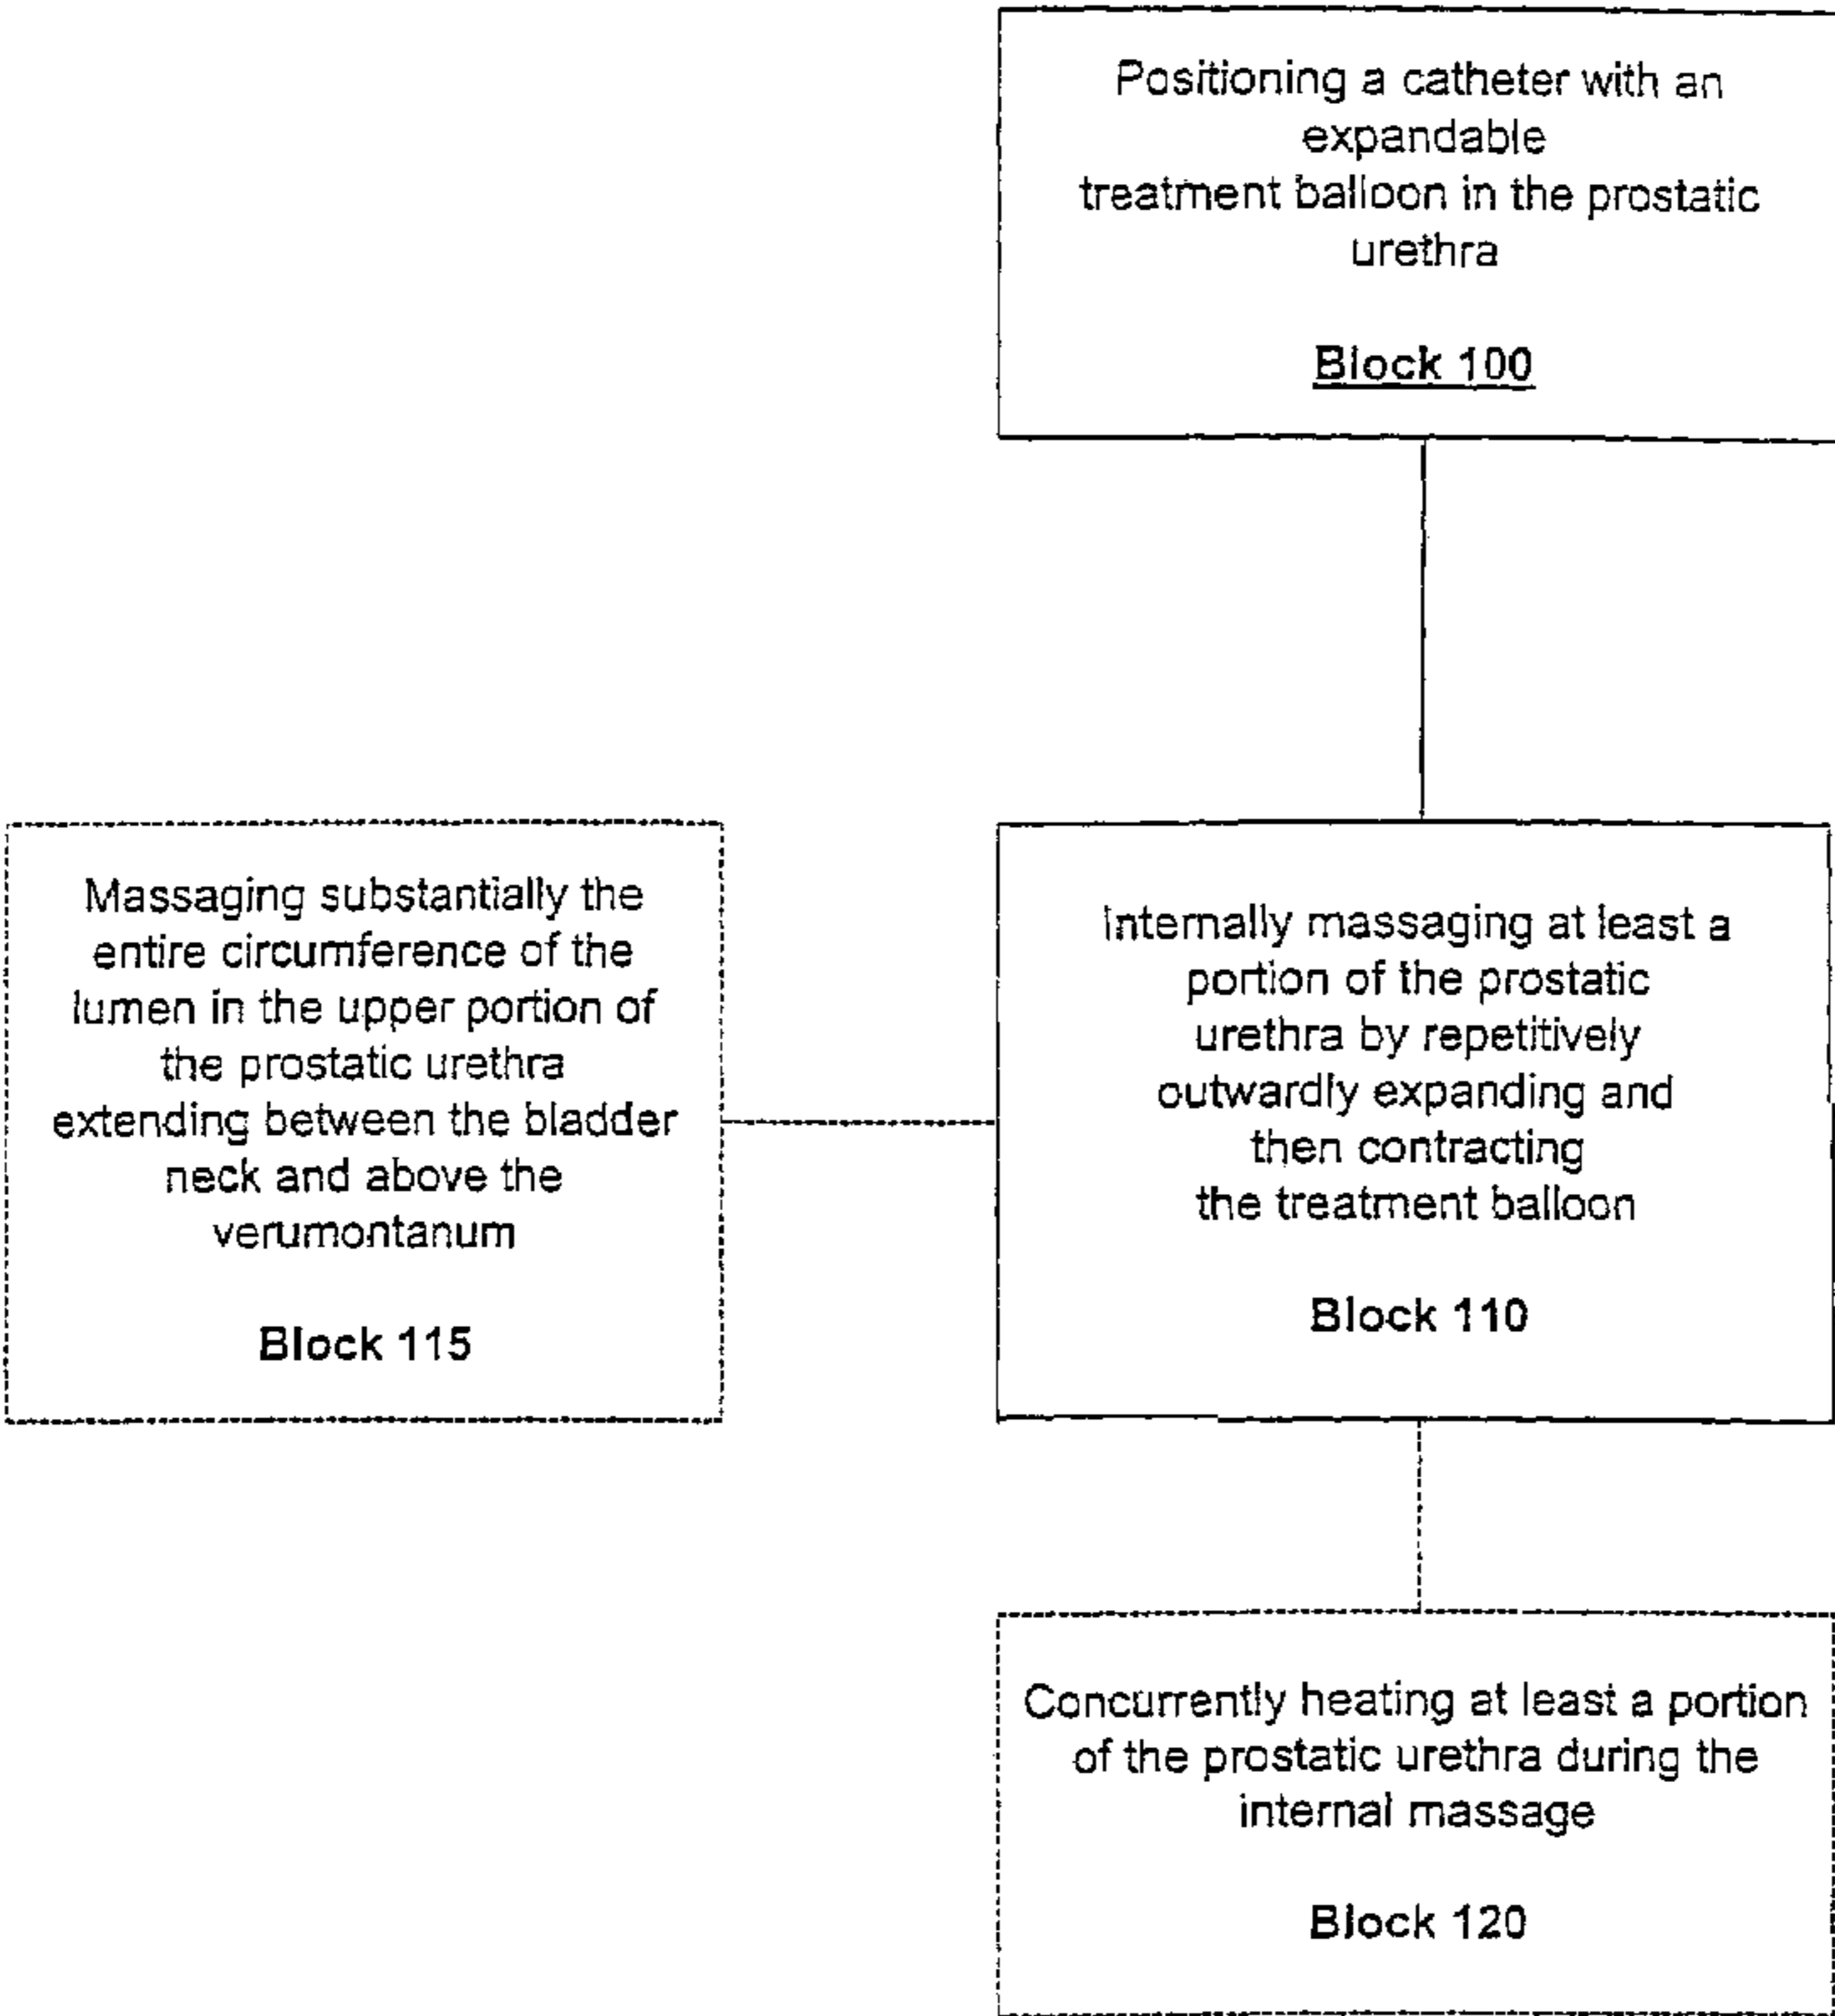 Positioning a catheter with an
expandable
treatment balloon in the prostatic
urethra
Block 100
Massaging substantially the
entire circumference of the
lumen in the upper portion of
the prostatic urethra
extending between the bladder
neck and above the
verumontanum
Block 115
Internally massaging at least a
portion of the prostatic
urethra by repetitively
outwardly expanding and
then contracting
the treatment balloon
Block 110
Concurrently heating at least a portion
of the prostatic urethra during the
internal massage
Block 120